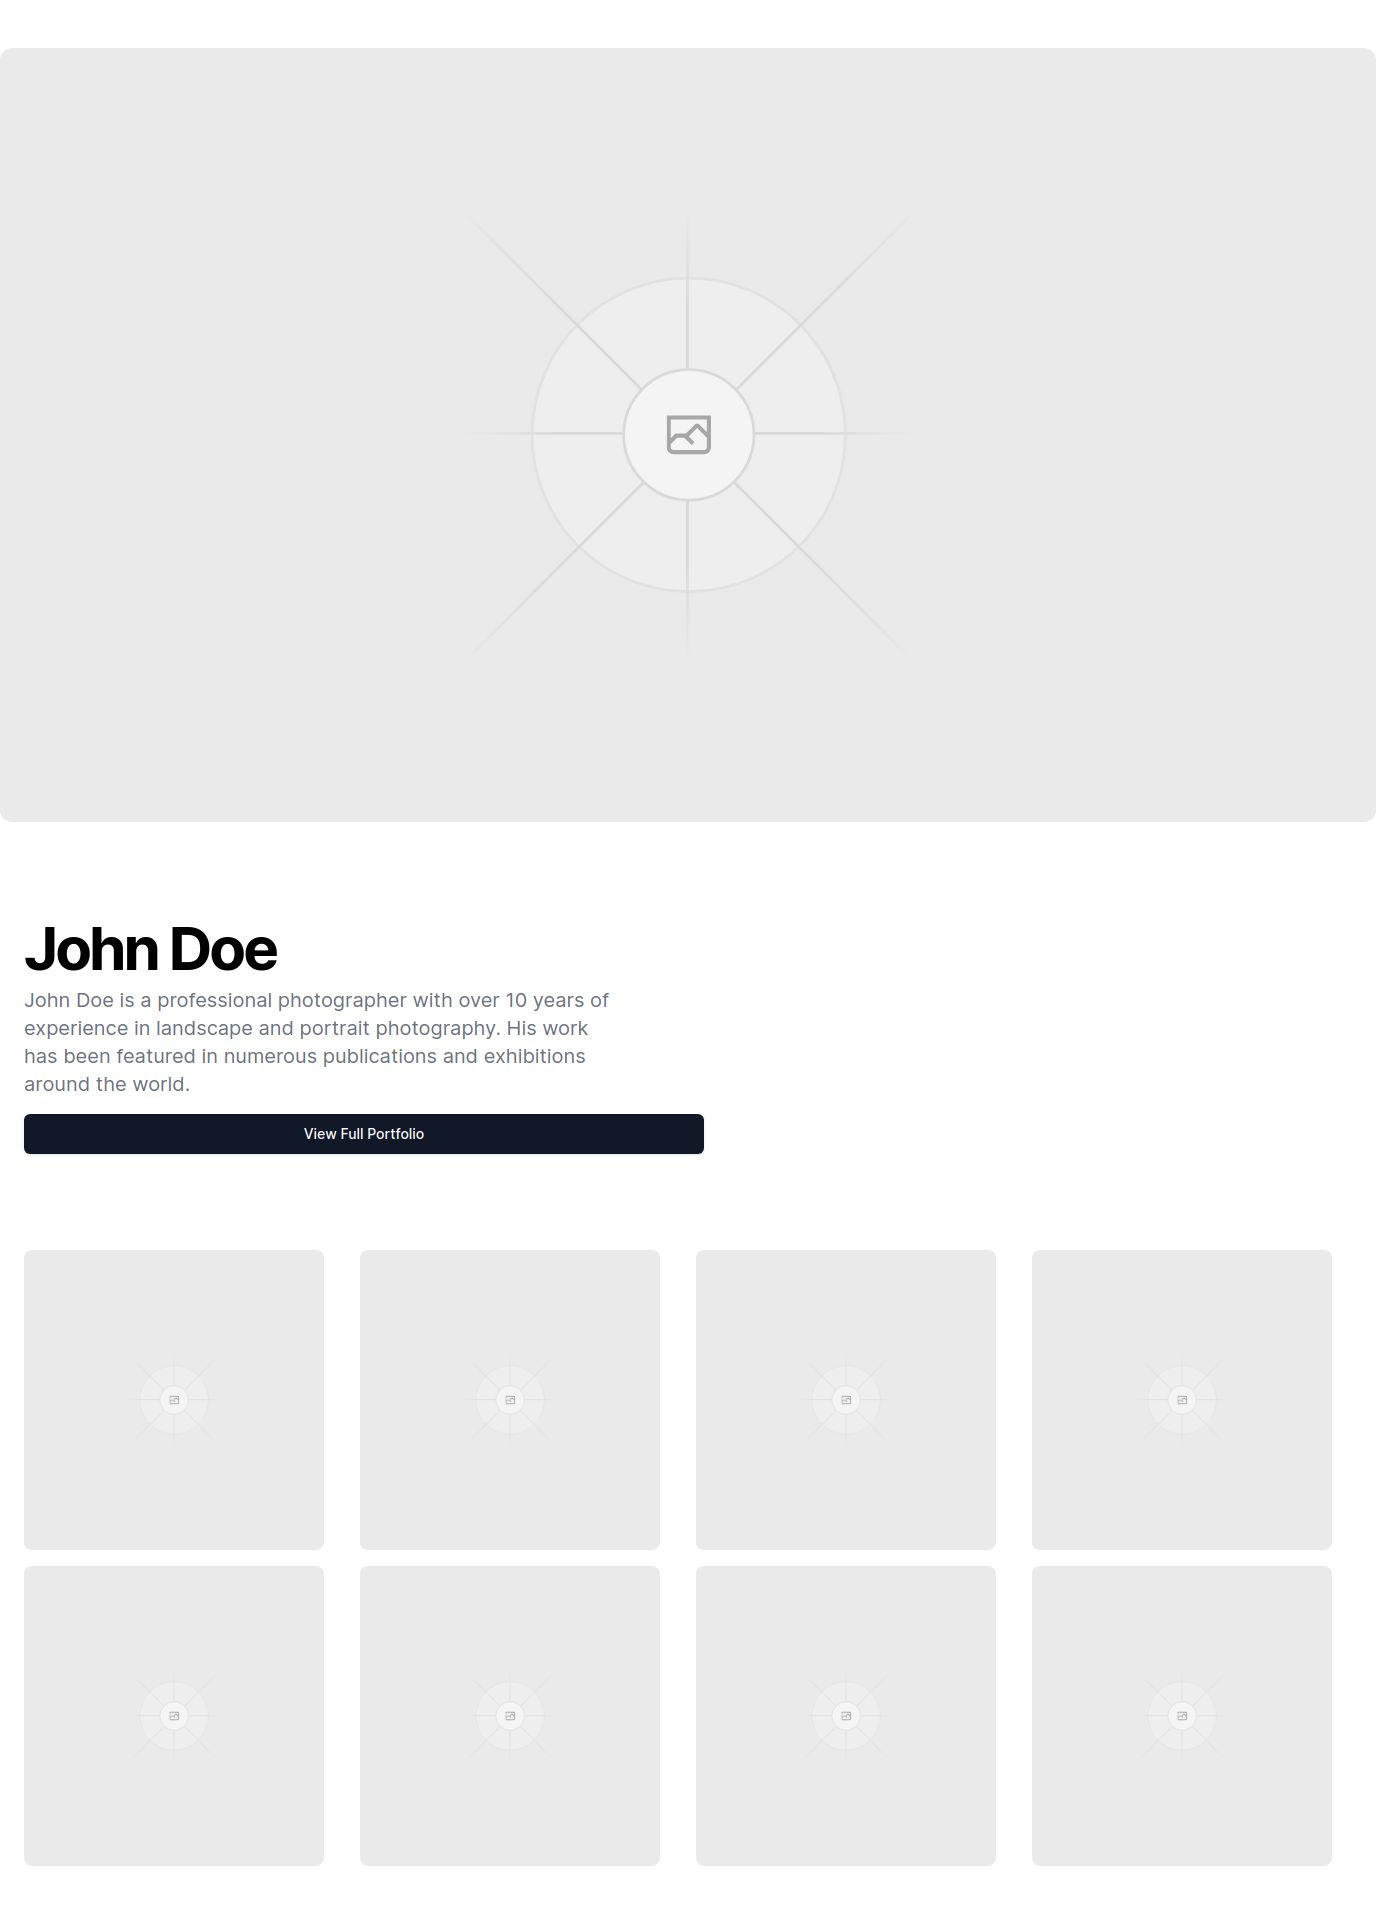 John Doe
John Doe is a professional photographer with over 10 years of
experience in landscape and portrait photography. His work
has been featured in numerous publications and exhibitions
around the world.
View Full Portfolio